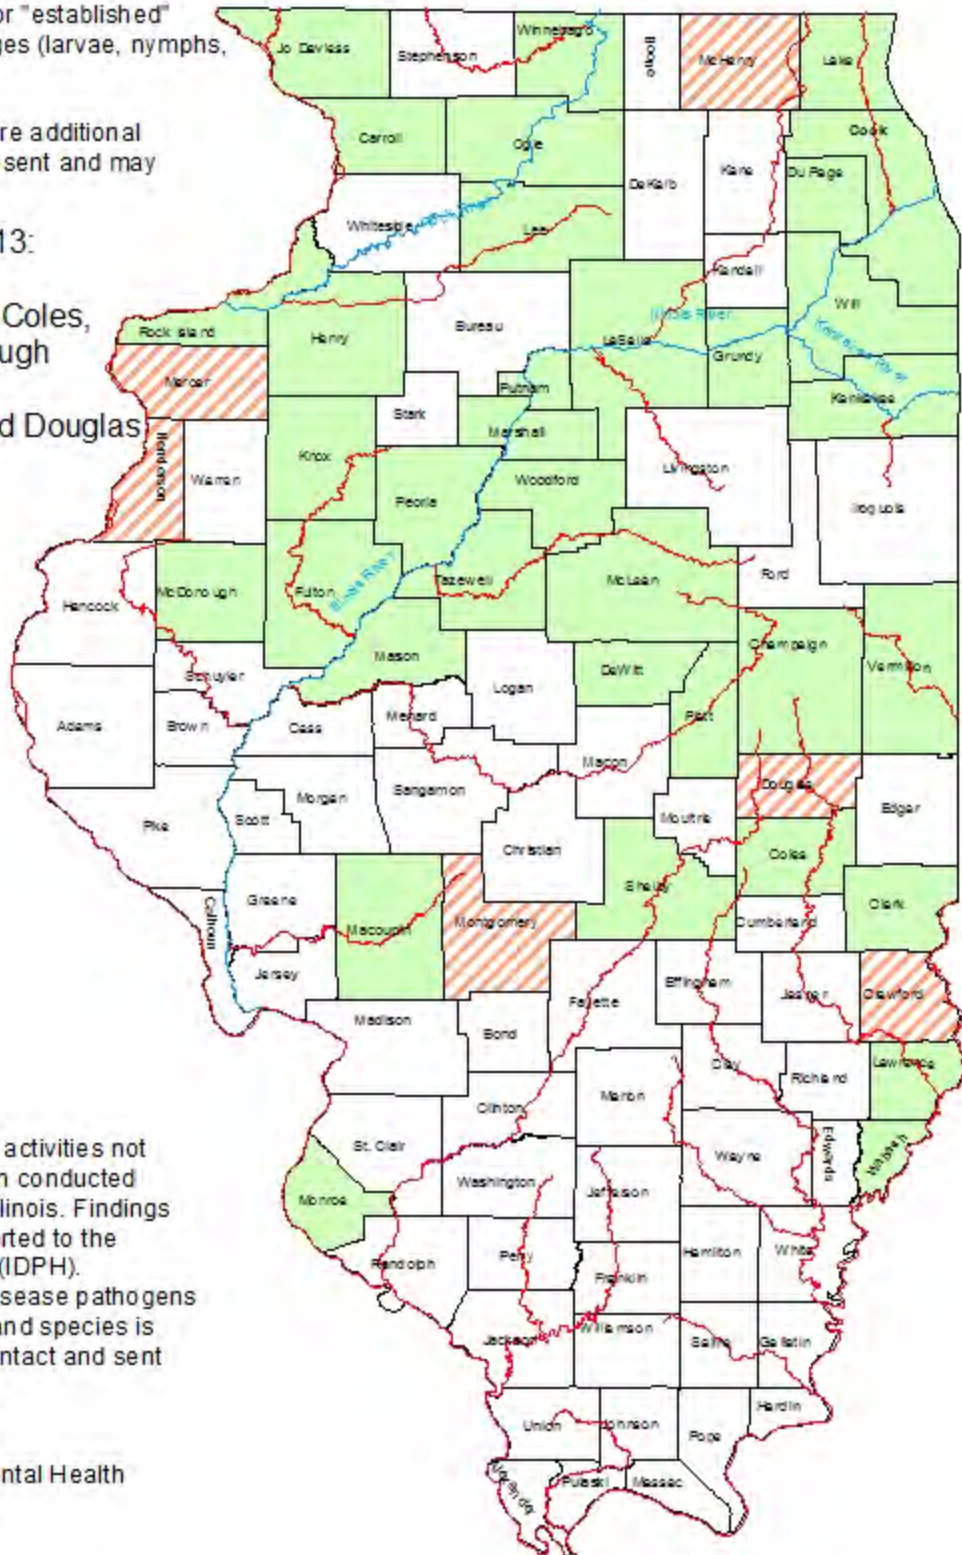 or "established"
ges (larvae, nymphs,
re additional
sent and may
13:
Coles,
ough
d Douglas
Jo Daviess
Stephenson
Winnebago
Boone
McHenry
Lake
Carroll
Ogle
DeKalb
Kane
Cook
Du Page
Whiteside
Lee
Kendall
Will
Rock Island
Henry
Bureau
LaSalle
Illinois River
Grundy
Kankakee River
Kankakee
Mercer
Putnam
Stark
Marshall
Henderson
Warren
Knox
Peoria
Woodford
Livingston
Iroquois
Ford
Hancock
McDonough
Fulton
Illinois River
Tazewell
McLean
Mason
Schuyler
Logan
DeWitt
Champaign
Vermilion
Adams
Brown
Cass
Menard
Piatt
Macon
Pike
Scott
Morgan
Sangamon
Christian
Moultrie
Douglas
Edgar
Coles
Calhoun
Greene
Macoupin
Montgomery
Shelby
Cumberland
Clark
Jersey
Madison
Bond
Fayette
Effingham
Jasper
Crawford
Clinton
Marion
Clay
Richland
Lawrence
St. Clair
Washington
Jefferson
Wayne
Edwards
Wabash
Monroe
Randolph
Perry
Franklin
Hamilton
White
Jackson
Williamson
Saline
Gallatin
Union
Johnson
Pope
Hardin
Alexander
Pulaski
Massac
activities not
n conducted
linois. Findings
rted to the
(IDPH).
sease pathogens
and species is
ntact and sent
ntal Health